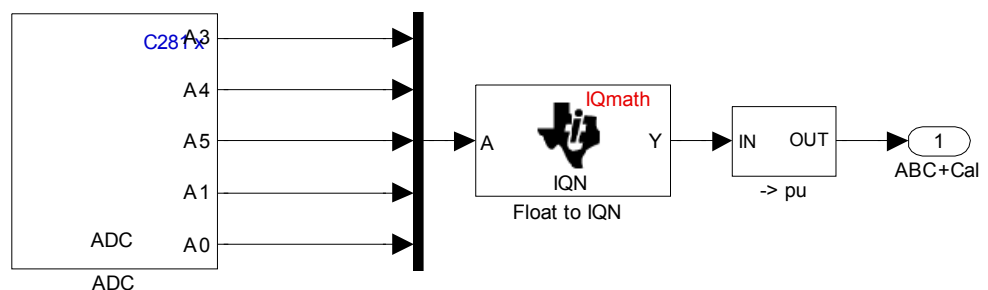 C281x
A3
A4
A5
A1
A0
ADC
ADC
IQmath
A
Y
IQN
Float to IQN
IN
OUT
-> pu
1
ABC+Cal